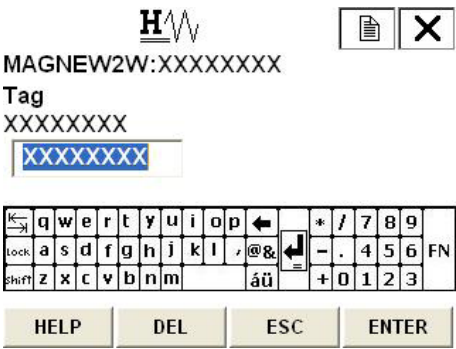 H
MAGNEW2W:XXXXXXXX
Tag
XXXXXXXX
XXXXXXXX
q w e r t y u i o p * / 7 8 9
Lock a s d f g h j k l , @& - . 4 5 6 FN
Shift z x c v b n m áü = + 0 1 2 3
HELP DEL ESC ENTER